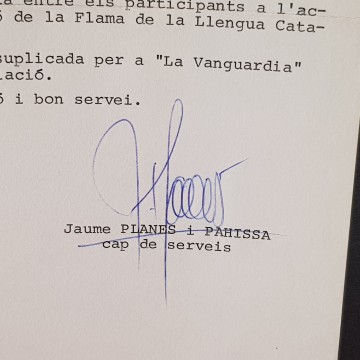 entre els participants a l'ac-
de la Flama de la Llengua Cata-
suplicada per a "La Vanguardia"
lació.
i bon servei.
Jaume PLANES i PAHISSA
cap de serveis